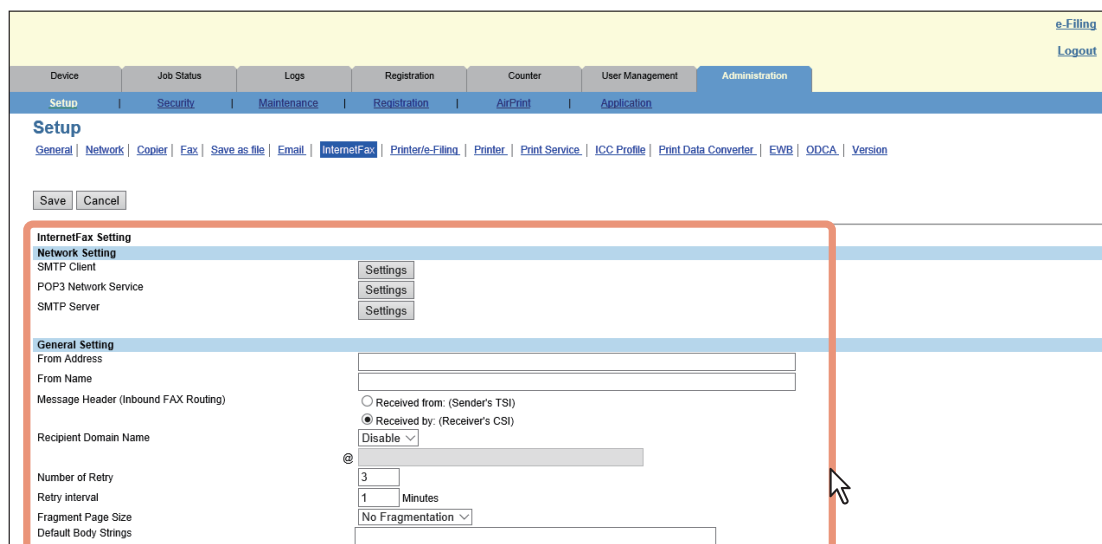 e-Filing
Logout
Device Job Status Logs Registration Counter User Management Administration
Setup | Security | Maintenance | Registration | AirPrint | Application
Setup
General | Network | Copier | Fax | Save as file | Email | InternetFax | Printer/e-Filing | Printer | Print Service | ICC Profile | Print Data Converter | EWB | ODCA | Version
Save Cancel
InternetFax Setting
Network Setting
SMTP Client Settings
POP3 Network Service Settings
SMTP Server Settings
General Setting
From Address
From Name
Message Header (Inbound FAX Routing) Received from: (Sender's TSI)
Received by: (Receiver's CSI)
Recipient Domain Name Disable
@
Number of Retry 3
Retry interval 1 Minutes
Fragment Page Size No Fragmentation
Default Body Strings